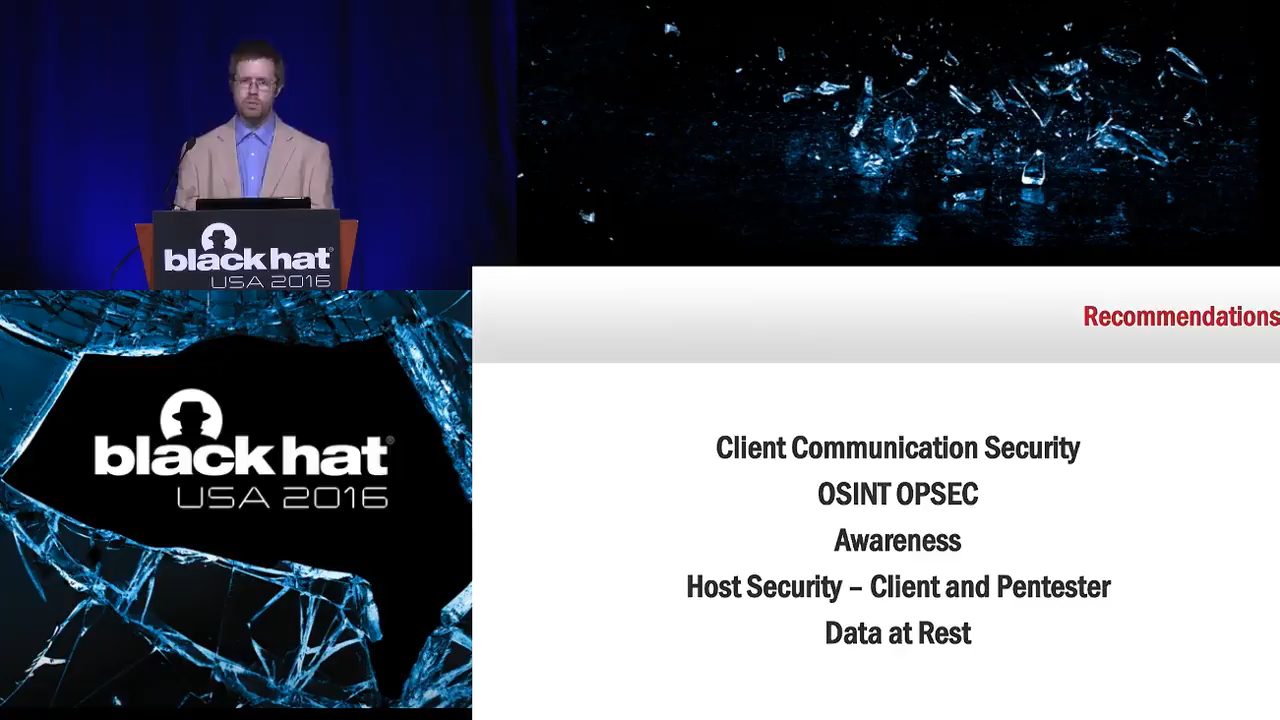 black hat®
USA 2016
black hat®
USA 2016
Recommendations
Client Communication Security
OSINT OPSEC
Awareness
Host Security – Client and Pentester
Data at Rest